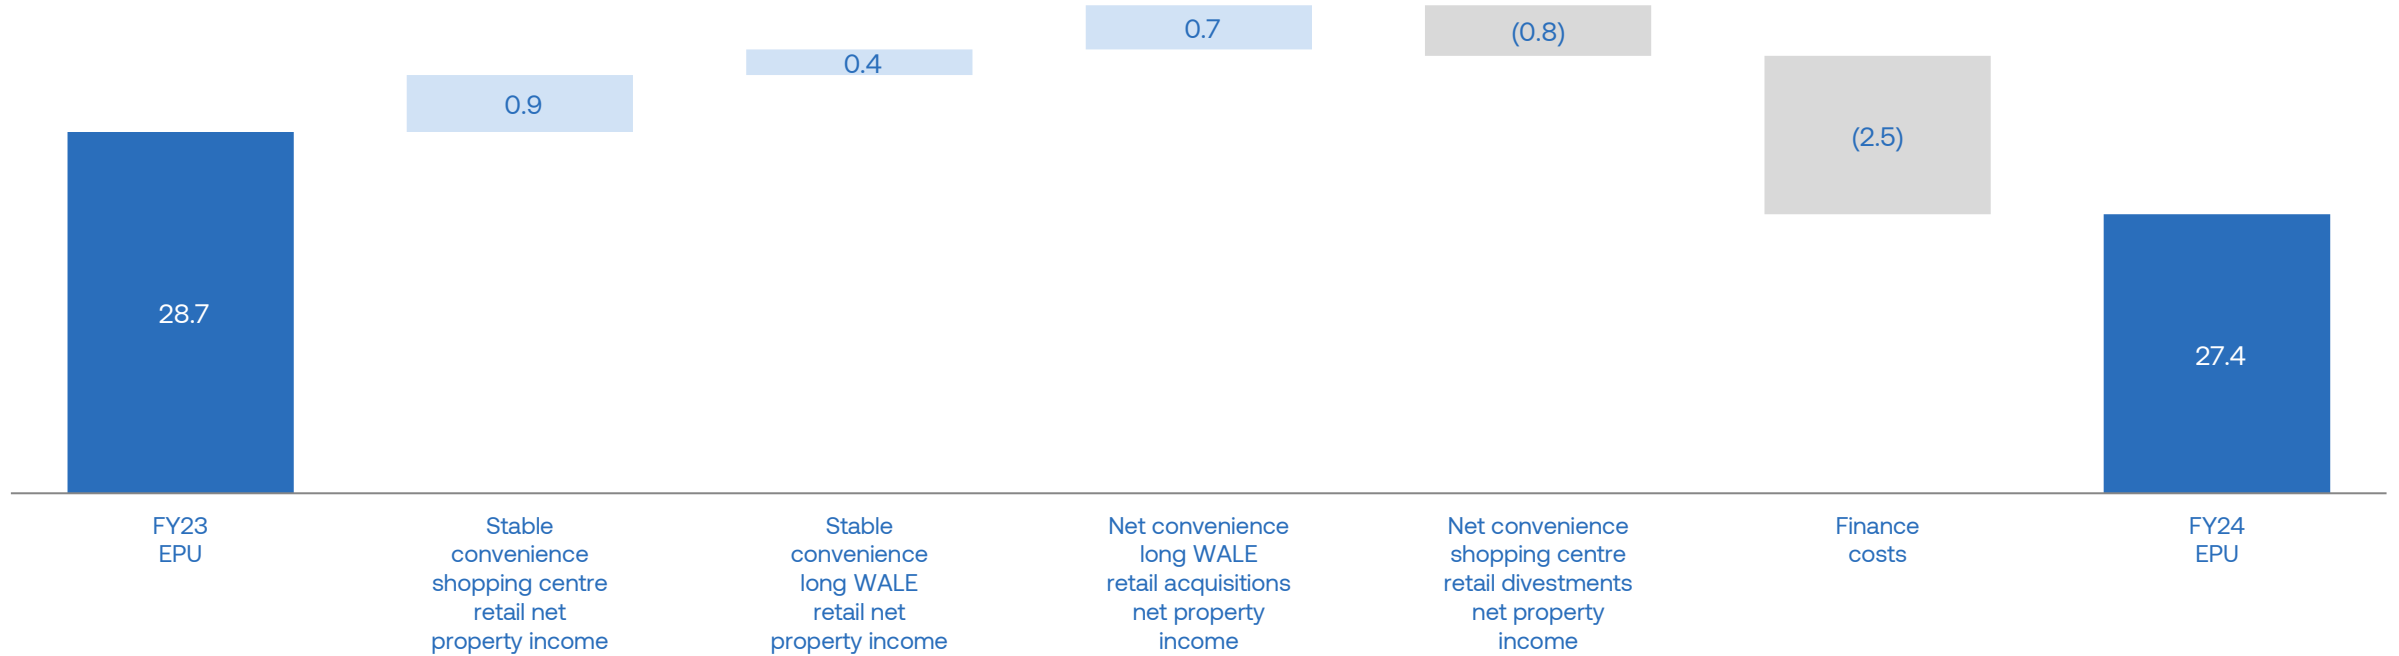 0.7
(0.8)
0.4
0.9
(2.5)
28.7
27.4
FY23
EPU
Stable
convenience
shopping centre
retail net
property income
Stable
convenience
long WALE
retail net
property income
Net convenience
long WALE
retail acquisitions
net property
income
Net convenience
shopping centre
retail divestments
net property
income
Finance
costs
FY24
EPU